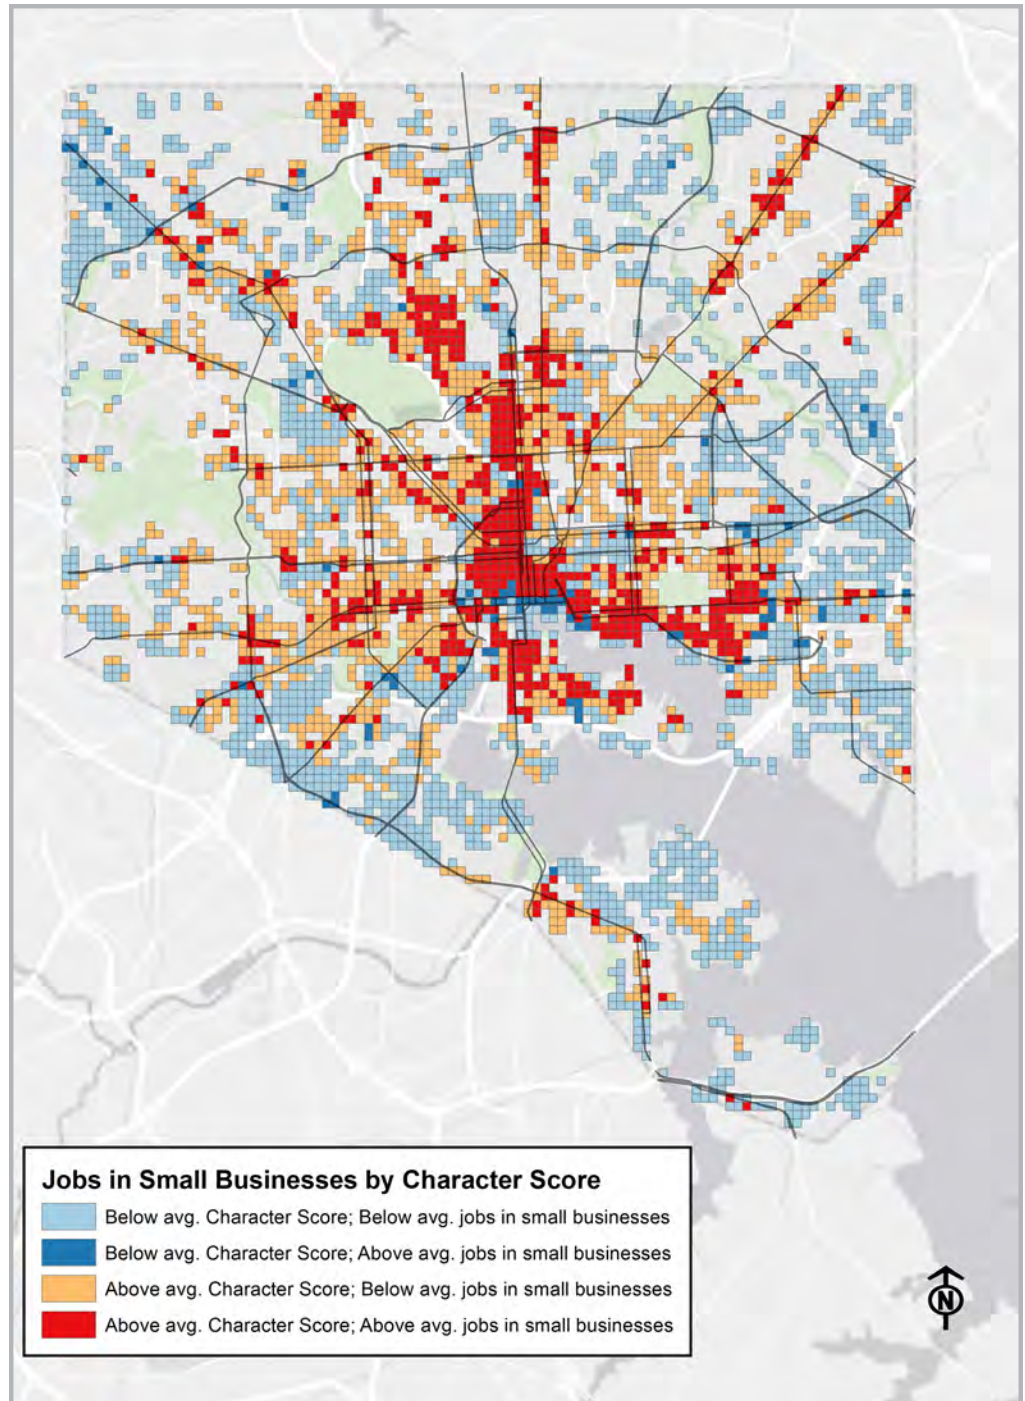 Jobs in Small Businesses by Character Score
Below avg. Character Score; Below avg. jobs in small businesses
Below avg. Character Score; Above avg. jobs in small businesses
Above avg. Character Score; Below avg. jobs in small businesses
Above avg. Character Score; Above avg. jobs in small businesses
N